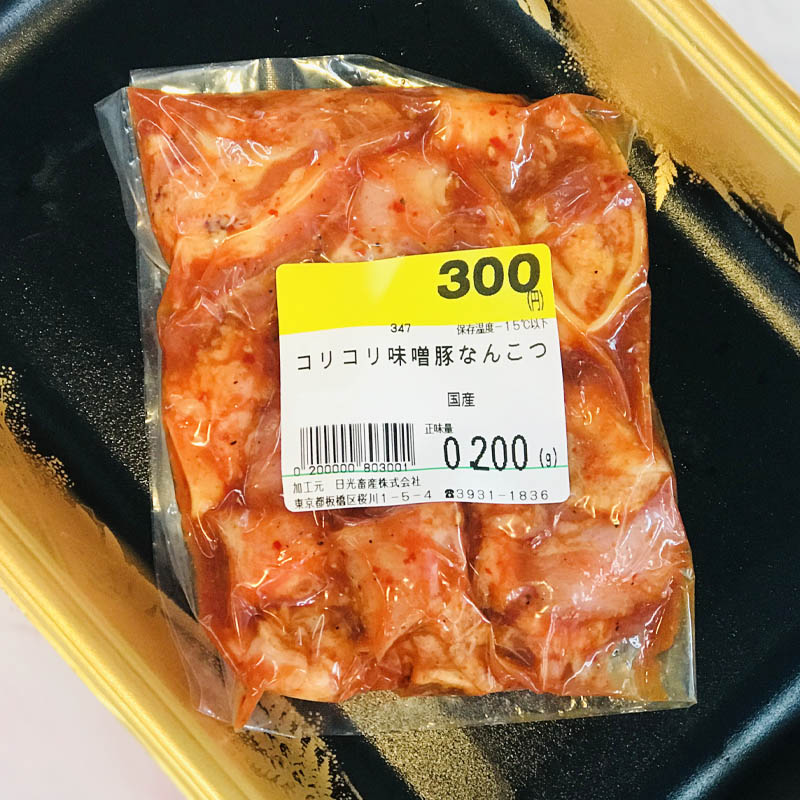 300
(円)
347 保存温度-15℃以下
コリコリ味噌豚なんこつ
国産
正味量
0.200 (g)
0 200000 803001
加工元 日光畜産株式会社
東京都板橋区桜川1-5-4 ☎3931-1836